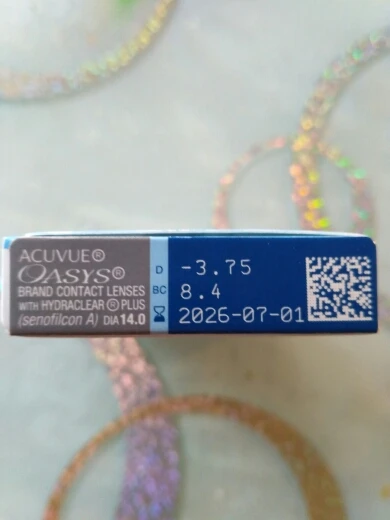 ACUVUE®
OASYS®
BRAND CONTACT LENSES
WITH HYDRACLEAR® PLUS
(senofilcon A) DIA 14.0
D -3.75
BC 8.4
2026-07-01